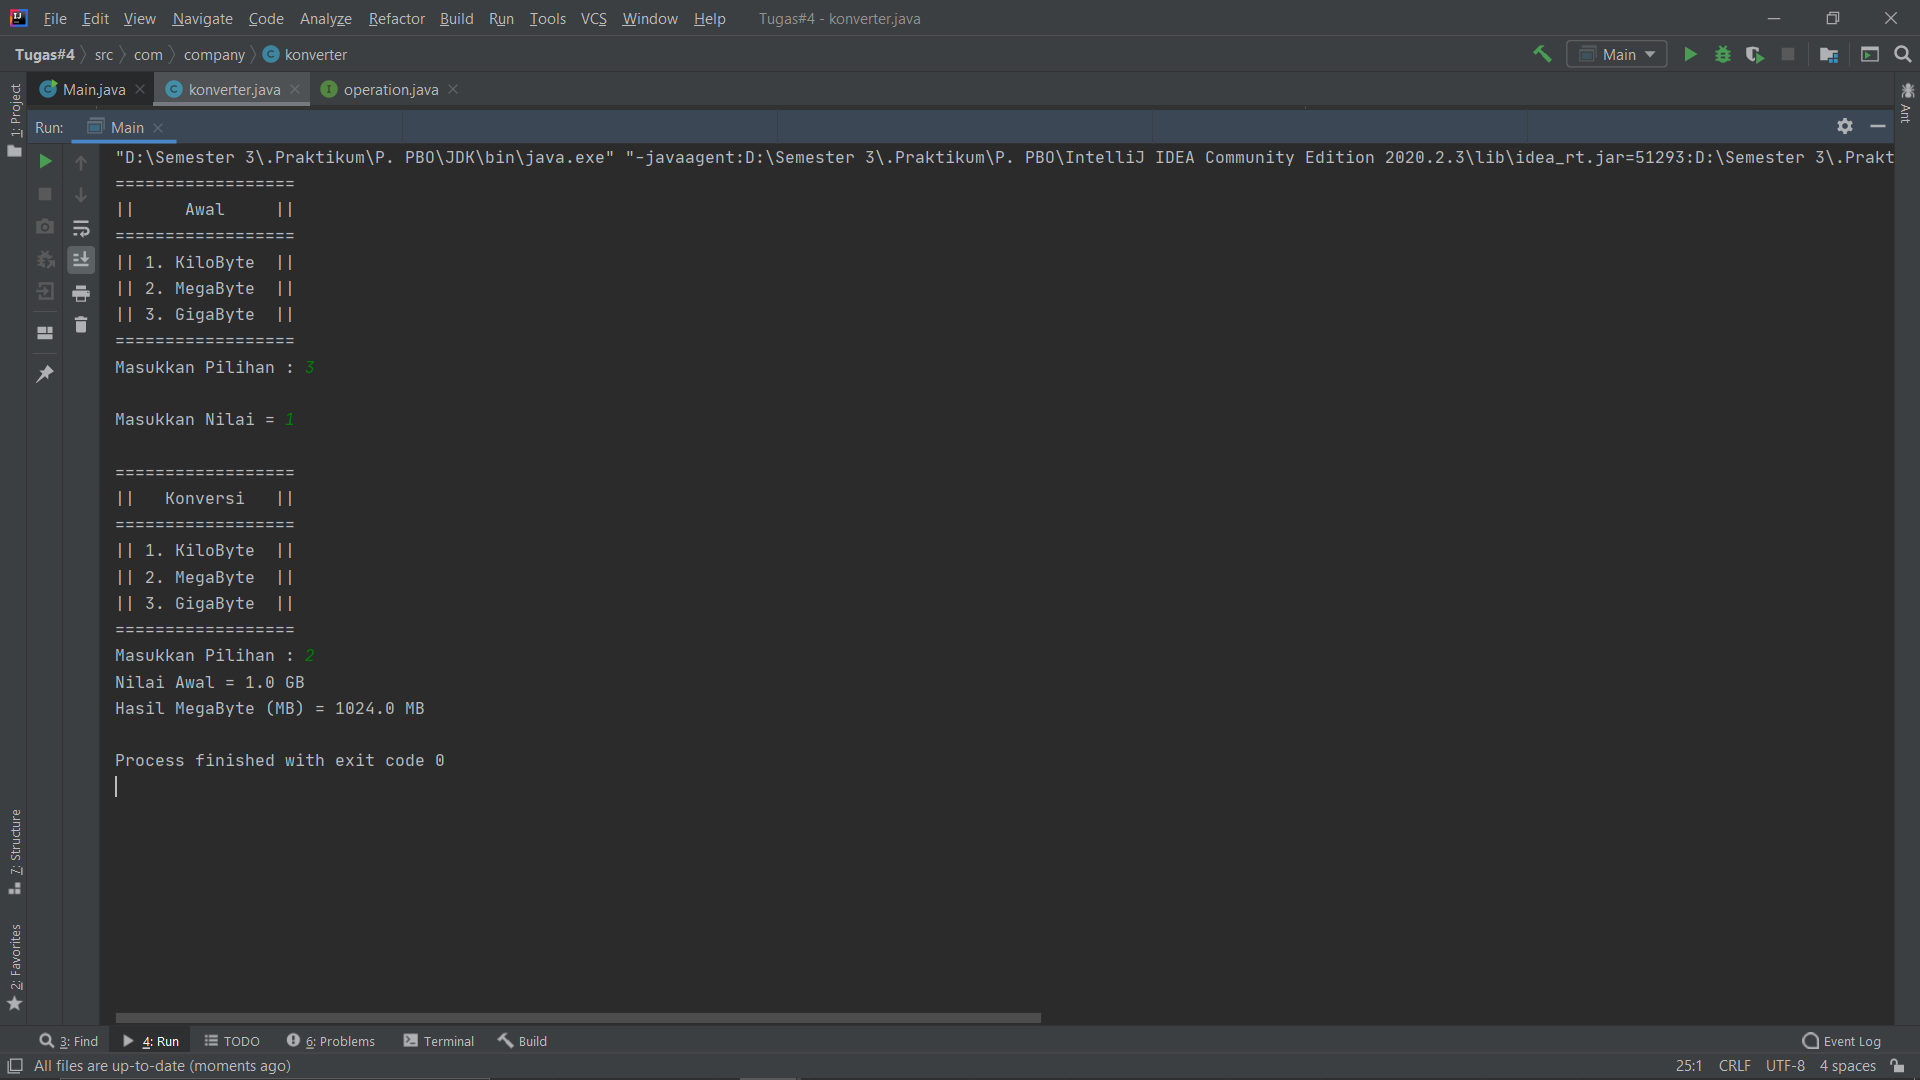 File Edit View Navigate Code Analyze Refactor Build Run Tools VCS Window Help Tugas#4 - konverter.java
Tugas#4 src com company konverter Main
Main.java konverter.java operation.java
1: Project
Ant
Run: Main
"D:\Semester 3\.Praktikum\P. PBO\JDK\bin\java.exe" "-javaagent:D:\Semester 3\.Praktikum\P. PBO\IntelliJ IDEA Community Edition 2020.2.3\lib\idea_rt.jar=51293:D:\Semester 3\.Prakt
==================
||     Awal     ||
==================
|| 1. KiloByte  ||
|| 2. MegaByte  ||
|| 3. GigaByte  ||
==================
Masukkan Pilihan : 3
Masukkan Nilai = 1
==================
||   Konversi   ||
==================
|| 1. KiloByte  ||
|| 2. MegaByte  ||
|| 3. GigaByte  ||
==================
Masukkan Pilihan : 2
Nilai Awal = 1.0 GB
Hasil MegaByte (MB) = 1024.0 MB
Process finished with exit code 0
7: Structure
2: Favorites
3: Find 4: Run TODO 6: Problems Terminal Build Event Log
All files are up-to-date (moments ago) 25:1 CRLF UTF-8 4 spaces